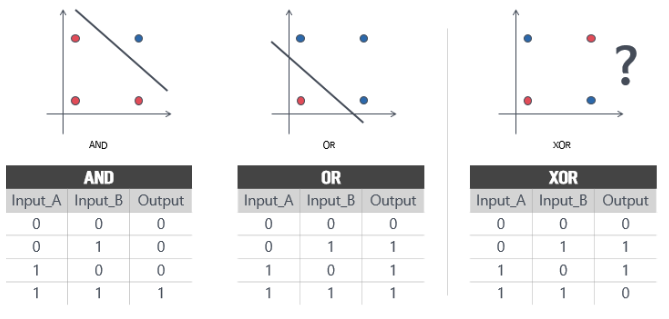 ?
AND
OR
XOR
AND
Input_A Input_B Output
0 0 0
0 1 0
1 0 0
1 1 1
OR
Input_A Input_B Output
0 0 0
0 1 1
1 0 1
1 1 1
XOR
Input_A Input_B Output
0 0 0
0 1 1
1 0 1
1 1 0